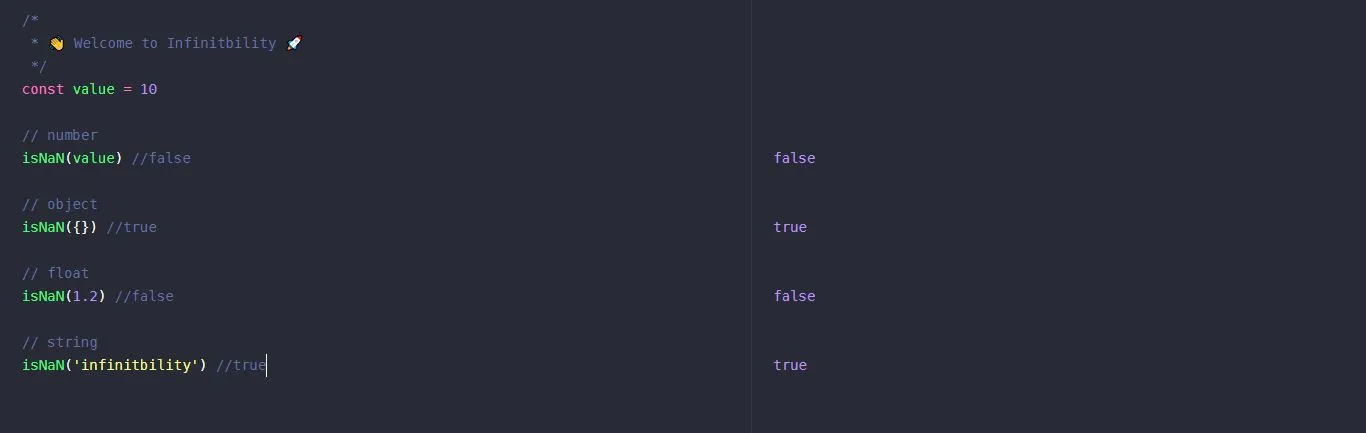 /*
 * 👋 Welcome to Infinitbility 🚀
 */
const value = 10
// number
isNaN(value) //false
false
// object
isNaN({}) //true
true
// float
isNaN(1.2) //false
false
// string
isNaN('infinitbility') //true
true